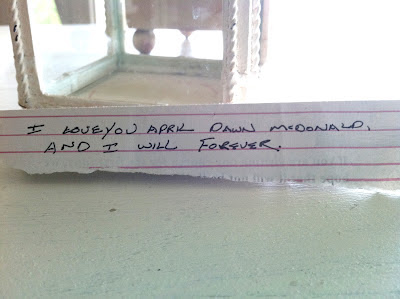 I LOVE YOU APRIL DAWN McDONALD,
AND I WILL FOREVER.